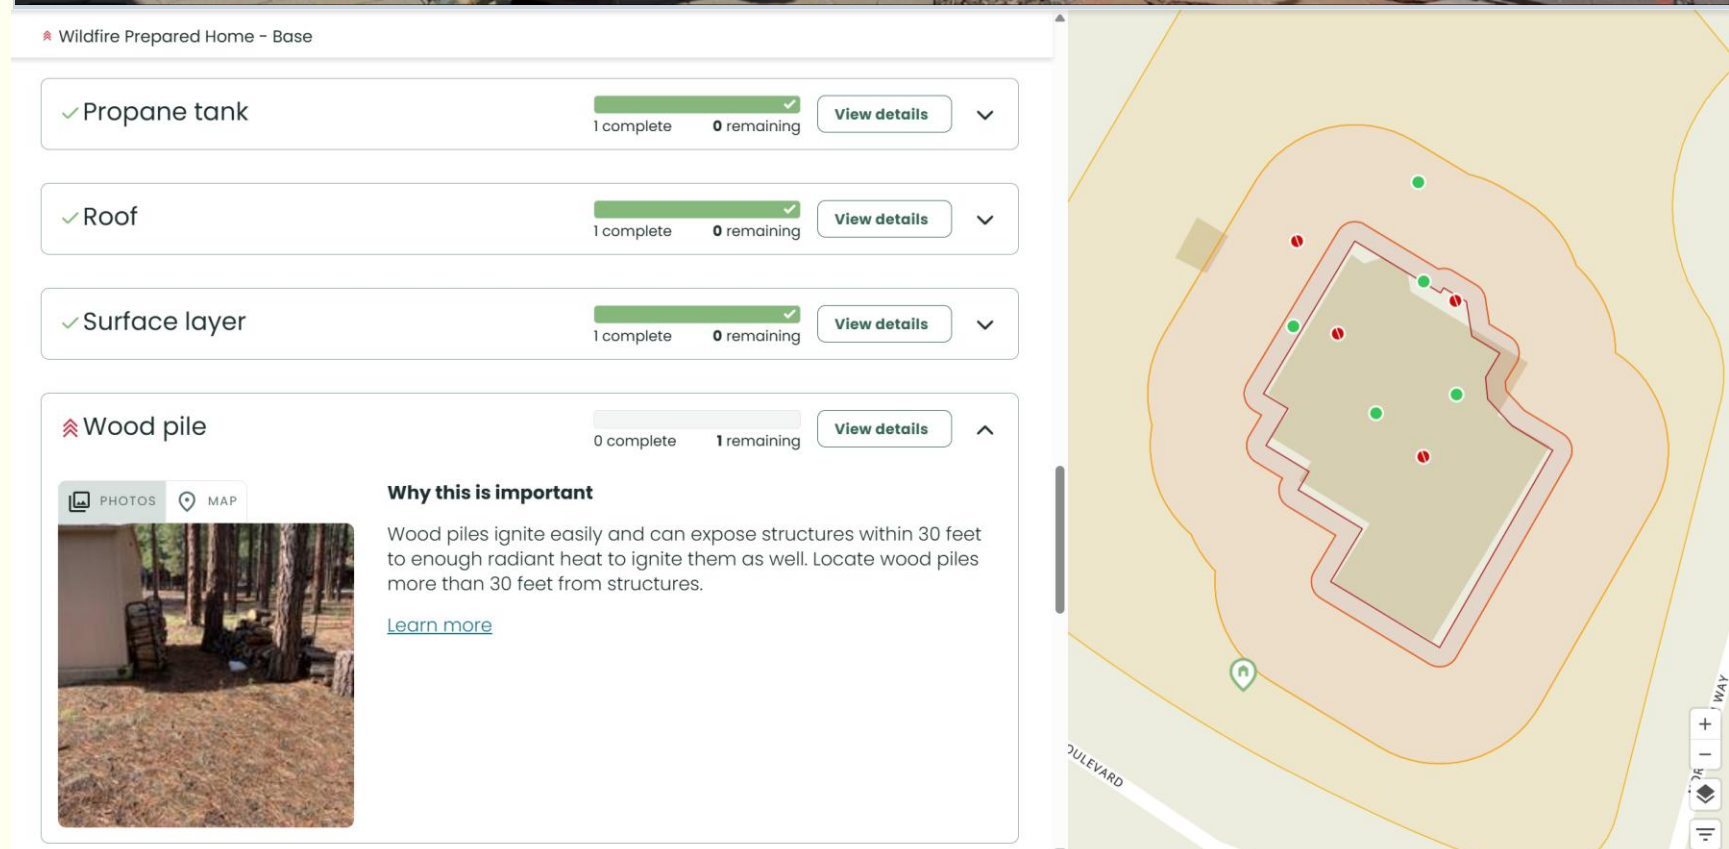 Wildfire Prepared Home - Base
Propane tank
1 complete
0 remaining
View details
Roof
1 complete
0 remaining
View details
Surface layer
1 complete
0 remaining
View details
Wood pile
0 complete
1 remaining
View details
PHOTOS
MAP
Why this is important
Wood piles ignite easily and can expose structures within 30 feet
to enough radiant heat to ignite them as well. Locate wood piles
more than 30 feet from structures.
Learn more
OULEVARD
WAY
+
−